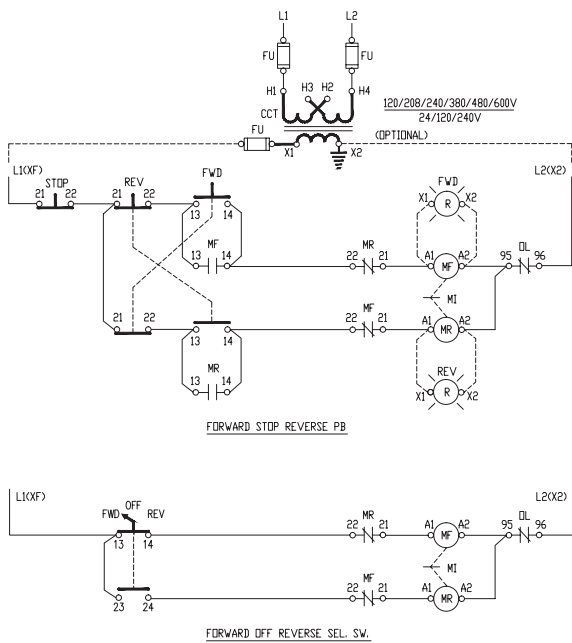 L1 L2
FU FU
H1 H3 H2 H4
CCT
120/208/240/380/480/600V
24/120/240V
FU
X1 X2
(OPTIONAL)
L1(XF) L2(X2)
STOP REV FWD FWD
21 22 21 22 13 14 X1 R X2
MF MR OL
13 14 22 21 A1 MF A2 95 96
MI
21 22 13 14 MF
22 21 A1 MR A2
MR REV
13 14 X1 R X2
FORWARD STOP REVERSE PB
L1(XF) L2(X2)
OFF
FWD REV MR OL
13 14 22 21 A1 MF A2 95 96
MI
MF
23 24 22 21 A1 MR A2
FORWARD OFF REVERSE SEL. SW.